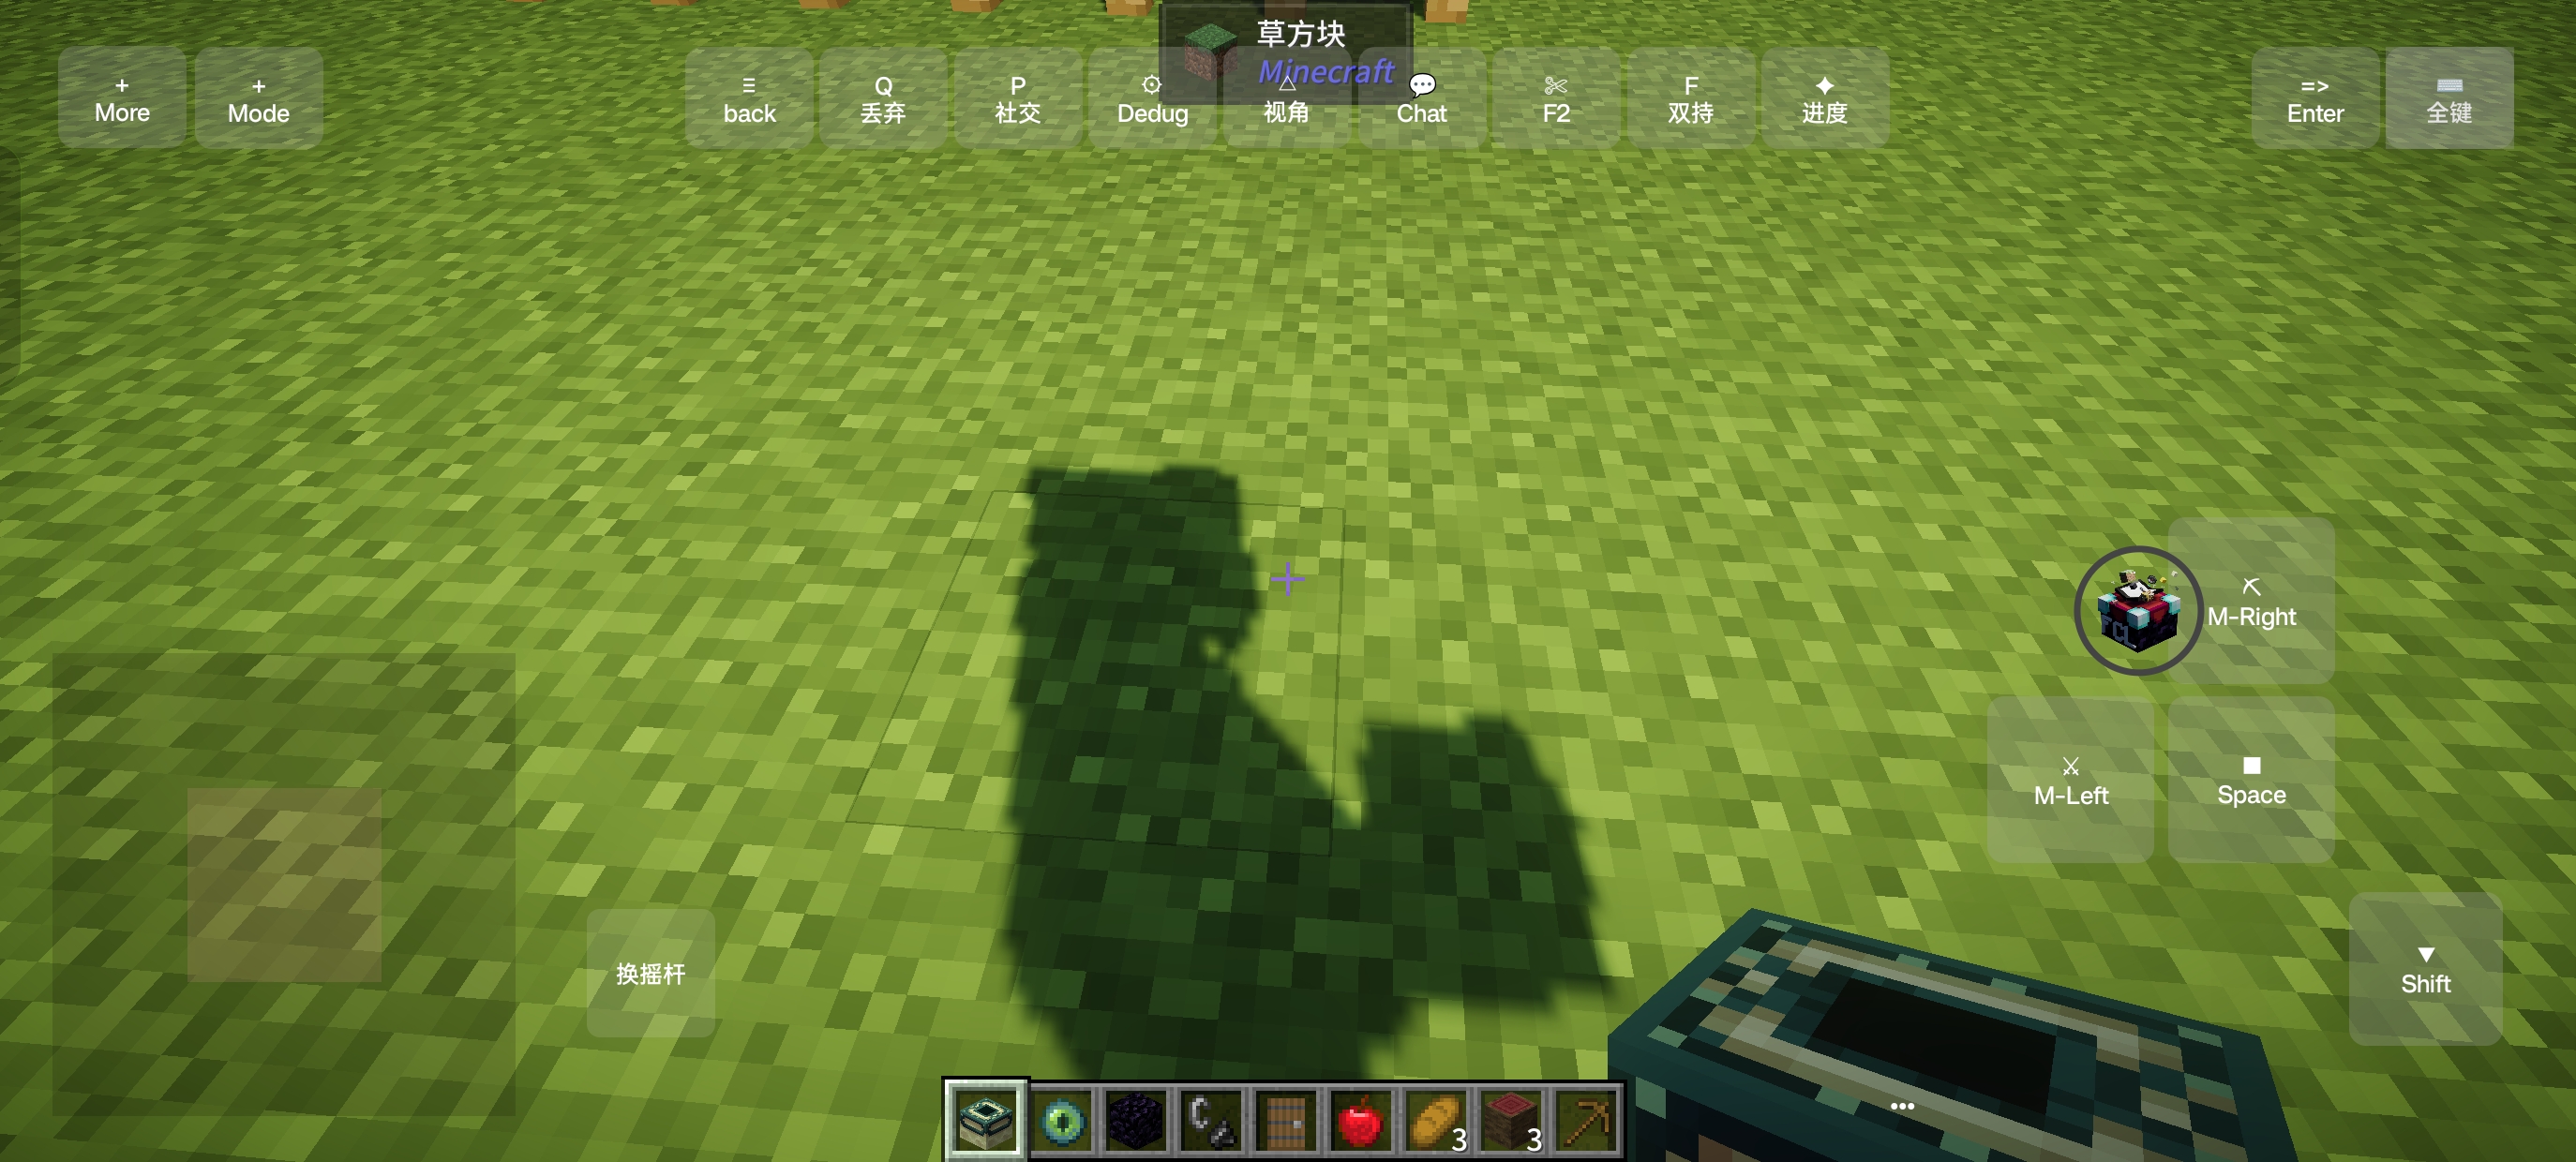 草方块
Minecraft
+
More
+
Mode
≡
back
Q
丢弃
P
社交
Dedug
△
视角
Chat
F2
F
双持
进度
=>
Enter
全键
M-Right
M-Left
Space
换摇杆
Shift
FCL
3
3